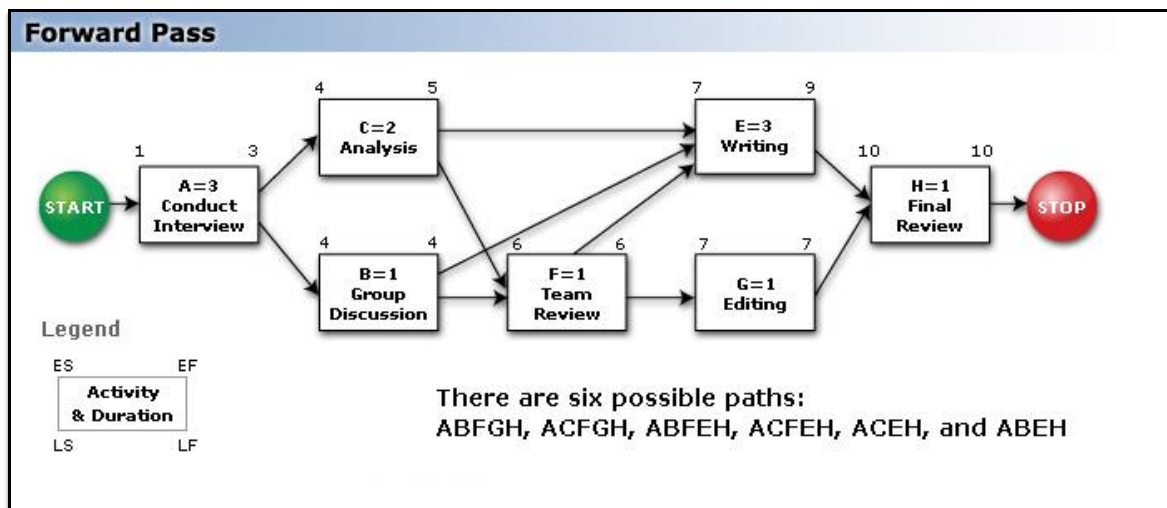 Forward Pass
4 5
C=2
Analysis
7 9
E=3
Writing
1 3
A=3
Conduct
Interview
10 10
H=1
Final
Review
START
STOP
4 4
B=1
Group
Discussion
6 6
F=1
Team
Review
7 7
G=1
Editing
Legend
ES EF
Activity
& Duration
LS LF
There are six possible paths:
ABFGH, ACFGH, ABFEH, ACFEH, ACEH, and ABEH